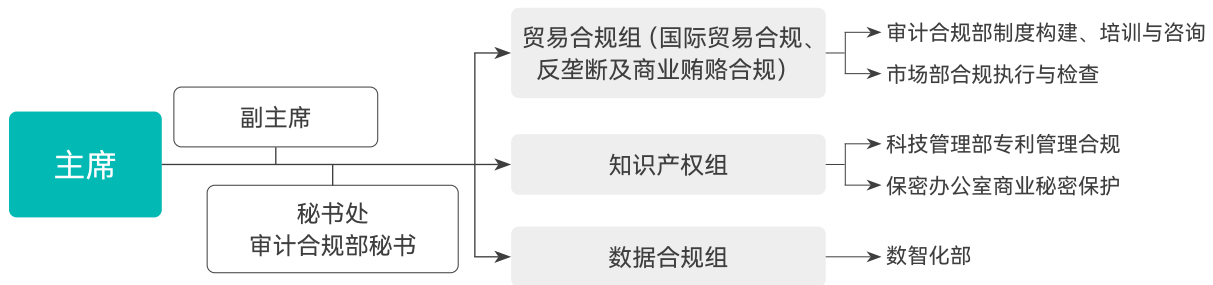 主席
副主席
秘书处
审计合规部秘书
贸易合规组（国际贸易合规、
反垄断及商业贿赂合规）
审计合规部制度构建、培训与咨询
市场部合规执行与检查
知识产权组
科技管理部专利管理合规
保密办公室商业秘密保护
数据合规组
数智化部